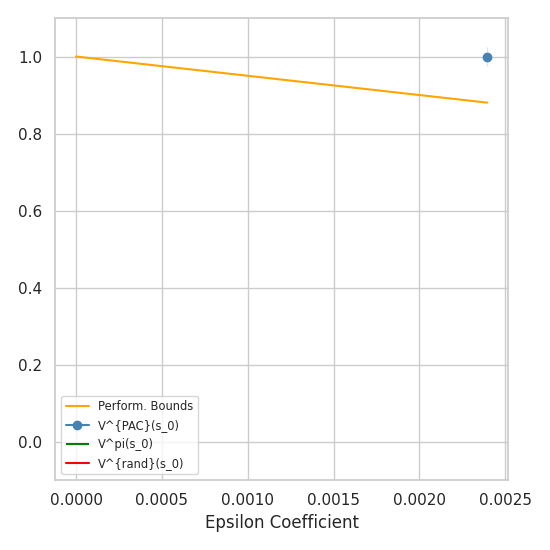 1.0
0.8
0.6
0.4
0.2
0.0
Perform. Bounds
V^{PAC}(s_0)
V^pi(s_0)
V^{rand}(s_0)
0.0000 0.0005 0.0010 0.0015 0.0020 0.0025
Epsilon Coefficient